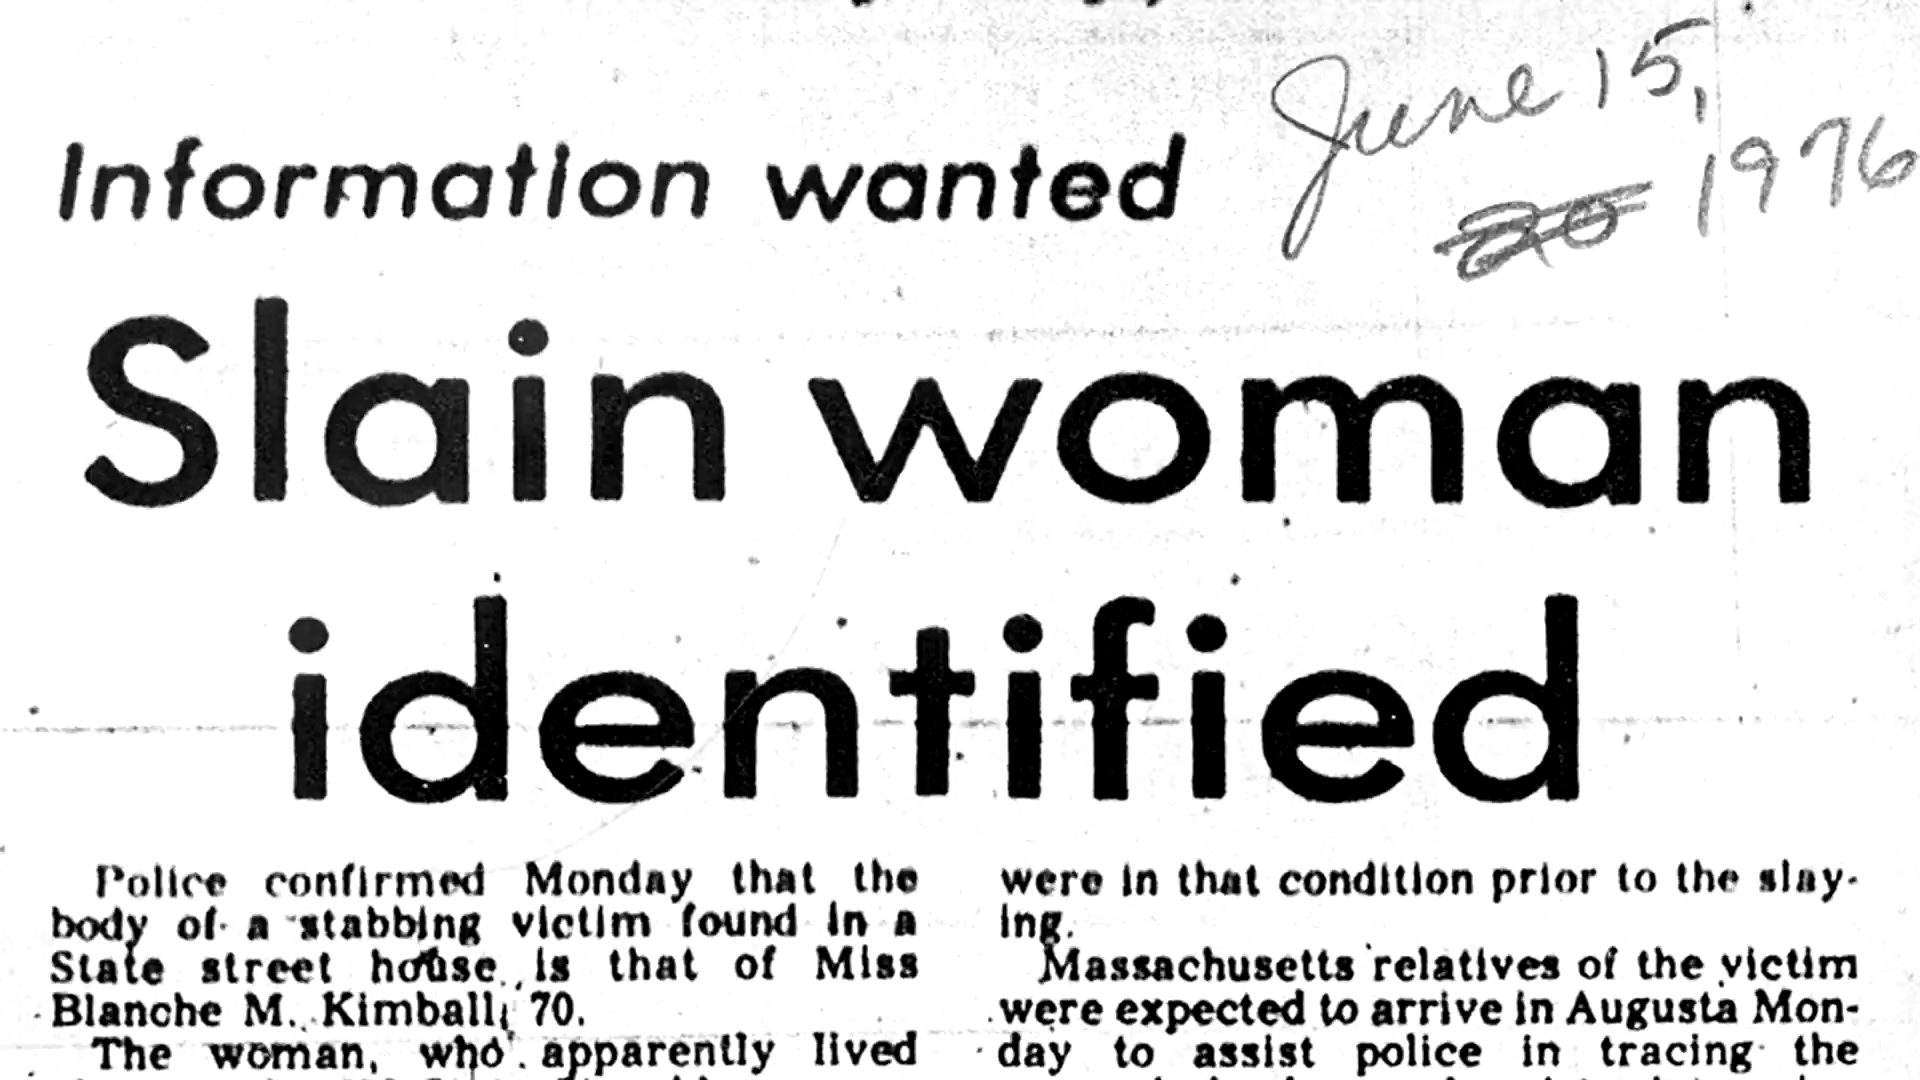 June 15,
1976
20
Information wanted
Slain woman
identified
Police confirmed Monday that the
body of a stabbing victim found in a
State street house is that of Miss
Blanche M. Kimball, 70.
The woman, who apparently lived
were in that condition prior to the slay-
ing.
Massachusetts relatives of the victim
were expected to arrive in Augusta Mon-
day to assist police in tracing the